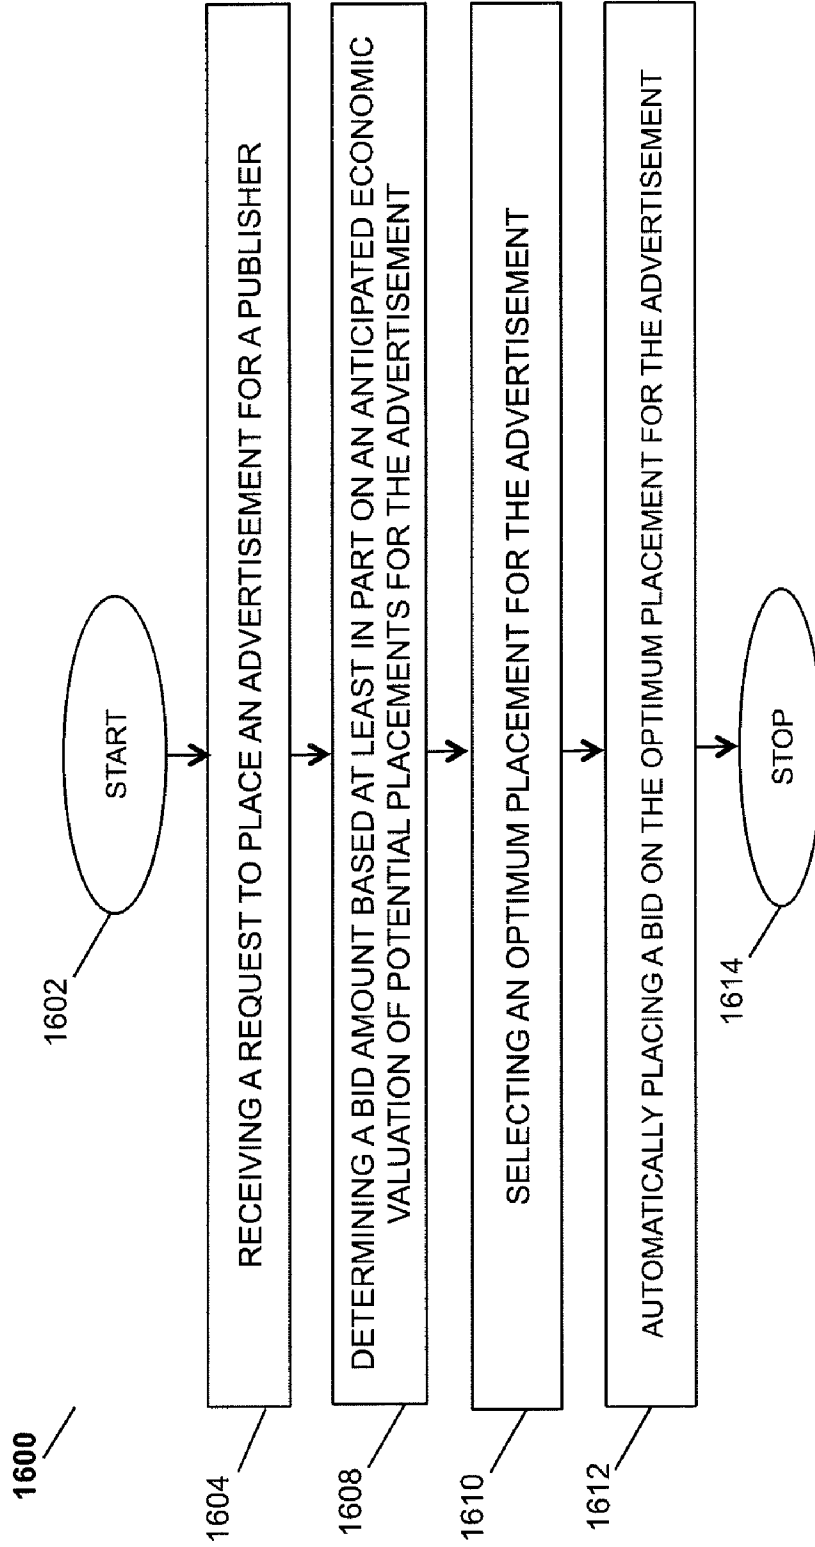 1600
1602
START
1604
RECEIVING A REQUEST TO PLACE AN ADVERTISEMENT FOR A PUBLISHER
1608
DETERMINING A BID AMOUNT BASED AT LEAST IN PART ON AN ANTICIPATED ECONOMIC
VALUATION OF POTENTIAL PLACEMENTS FOR THE ADVERTISEMENT
1610
SELECTING AN OPTIMUM PLACEMENT FOR THE ADVERTISEMENT
1612
AUTOMATICALLY PLACING A BID ON THE OPTIMUM PLACEMENT FOR THE ADVERTISEMENT
1614
STOP